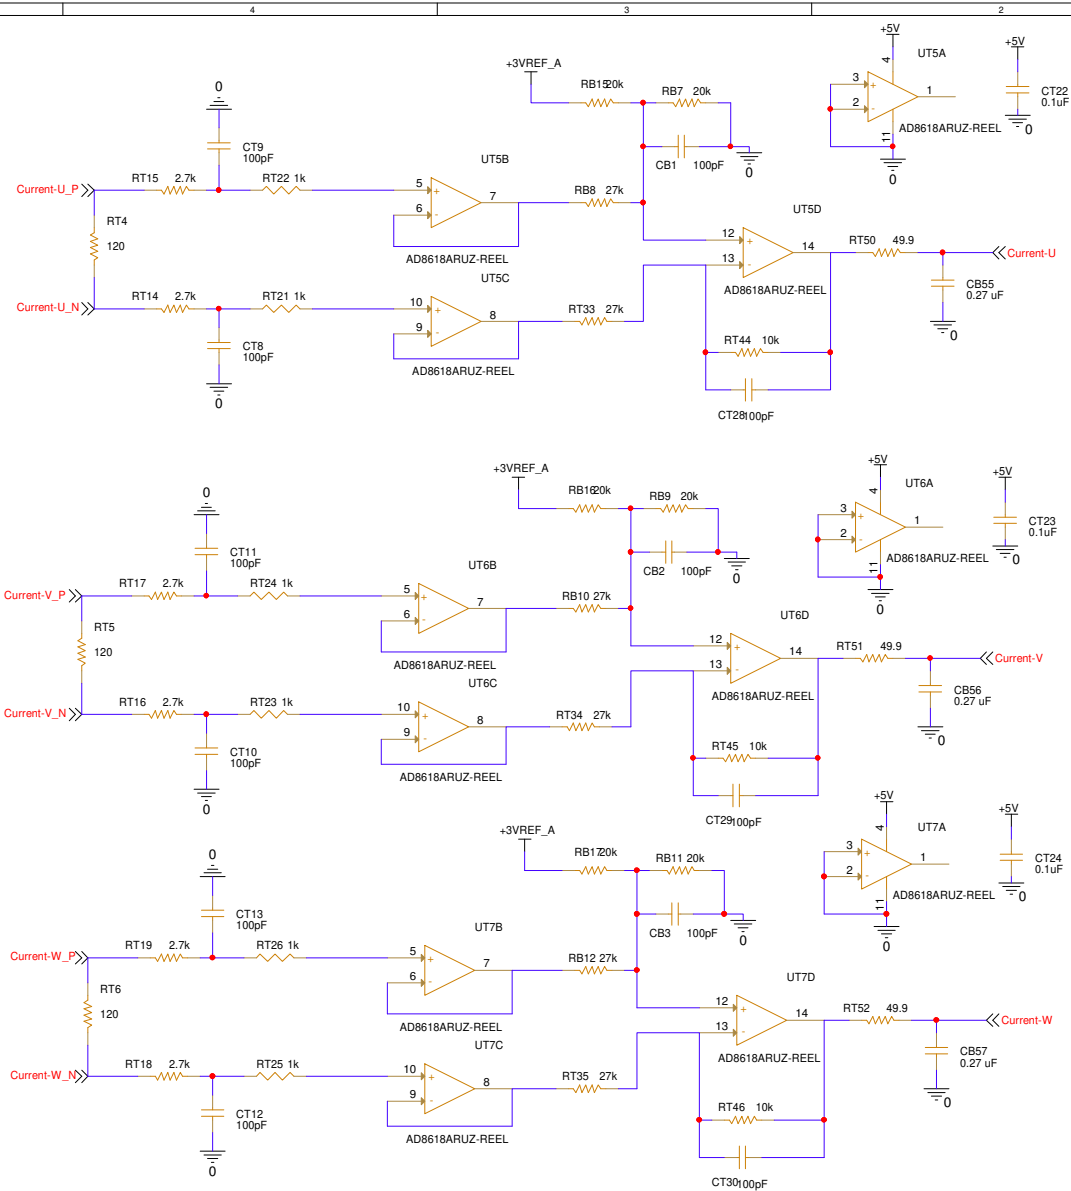 4
3
2
+5V
UT5A
+5V
4
+3VREF_A
3
1
2
CT22
0.1uF
RB15 20k
RB7 20k
0
AD8618ARUZ-REEL
11
0
0
CT9
100pF
UT5B
CB1 100pF
0
RT15 2.7k
RT22 1k
Current-U_P
5
7
6
RB8 27k
RT4
120
UT5D
12
14
13
RT50 49.9
Current-U
AD8618ARUZ-REEL
UT5C
AD8618ARUZ-REEL
CB55
0.27 uF
RT14 2.7k
RT21 1k
Current-U_N
10
8
9
RT33 27k
0
CT8
100pF
RT44 10k
AD8618ARUZ-REEL
0
CT28 100pF
+3VREF_A
+5V
UT6A
+5V
4
RB16 20k
RB9 20k
0
3
1
2
CT23
0.1uF
0
CT11
100pF
AD8618ARUZ-REEL
11
UT6B
CB2 100pF
0
0
RT17 2.7k
RT24 1k
Current-V_P
5
7
6
RB10 27k
RT5
120
UT6D
12
14
13
RT51 49.9
Current-V
AD8618ARUZ-REEL
UT6C
AD8618ARUZ-REEL
CB56
0.27 uF
RT16 2.7k
RT23 1k
Current-V_N
10
8
9
RT34 27k
0
CT10
100pF
RT45 10k
AD8618ARUZ-REEL
0
CT29 100pF
+5V
+5V
+3VREF_A
4
UT7A
0
RB17 20k
RB11 20k
3
1
2
CT24
0.1uF
AD8618ARUZ-REEL
0
11
CT13
100pF
UT7B
CB3 100pF
0
0
RT19 2.7k
RT26 1k
Current-W_P
5
7
6
RB12 27k
RT6
120
UT7D
12
14
13
RT52 49.9
Current-W
AD8618ARUZ-REEL
UT7C
AD8618ARUZ-REEL
CB57
0.27 uF
RT18 2.7k
RT25 1k
Current-W_N
10
8
9
RT35 27k
0
CT12
100pF
RT46 10k
AD8618ARUZ-REEL
0
CT30 100pF